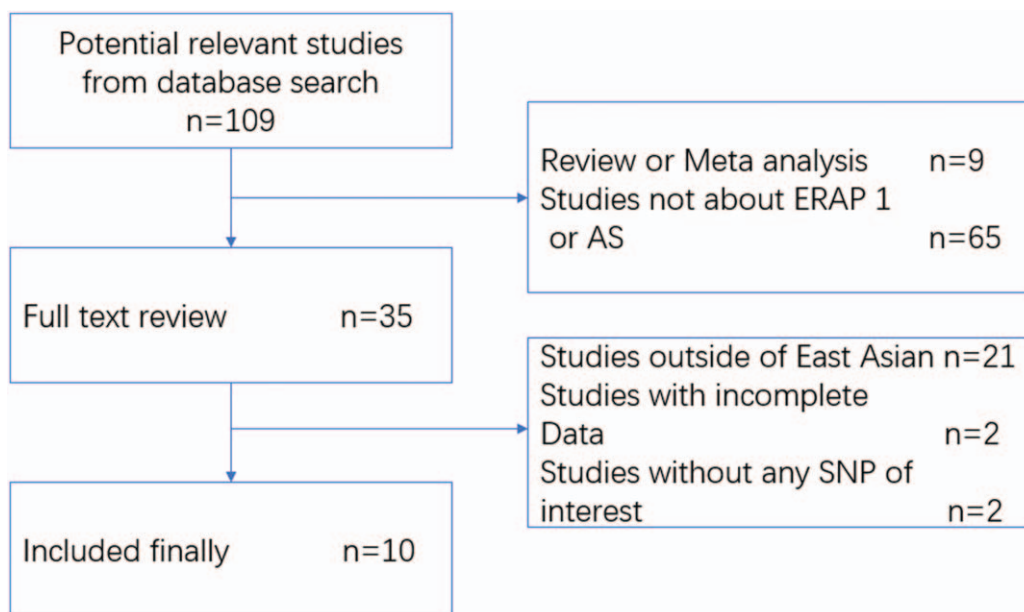 Potential relevant studies
from database search
n=109
Review or Meta analysis n=9
Studies not about ERAP 1
or AS n=65
Full text review n=35
Studies outside of East Asian n=21
Studies with incomplete
Data n=2
Studies without any SNP of
interest n=2
Included finally n=10